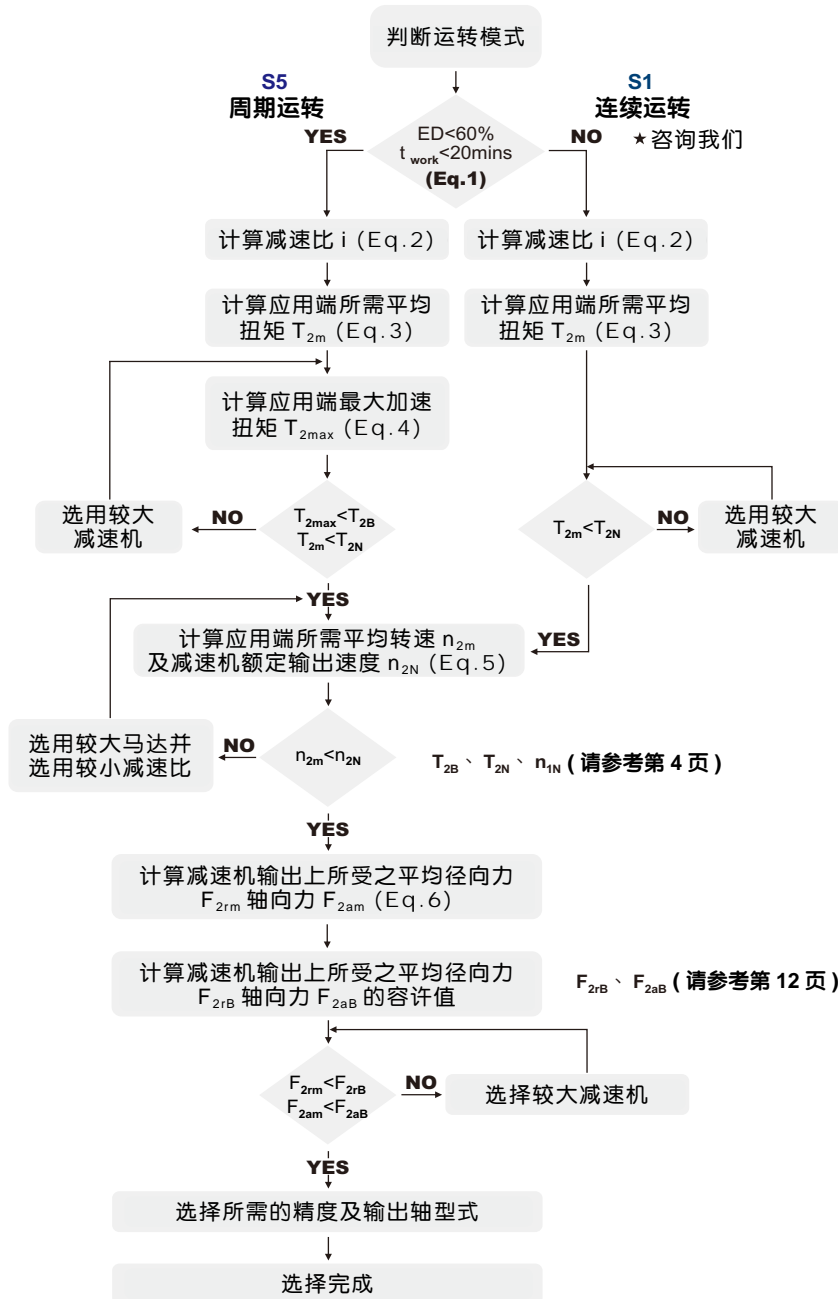 判断运转模式
S5
周期运转
S1
连续运转
YES
ED<60%
t work<20mins
(Eq.1)
NO
★咨询我们
计算减速比 i (Eq.2)
计算减速比 i (Eq.2)
计算应用端所需平均
扭矩 T2m (Eq.3)
计算应用端所需平均
扭矩 T2m (Eq.3)
计算应用端最大加速
扭矩 T2max (Eq.4)
选用较大
减速机
NO
T2max<T2B
T2m<T2N
T2m<T2N
NO
选用较大
减速机
YES
计算应用端所需平均转速 n2m
及减速机额定输出速度 n2N (Eq.5)
YES
选用较大马达并
选用较小减速比
NO
n2m<n2N
T2B、T2N、n1N ( 请参考第 4 页 )
YES
计算减速机输出上所受之平均径向力
F2rm 轴向力 F2am (Eq.6)
计算减速机输出上所受之平均径向力
F2rB 轴向力 F2aB 的容许值
F2rB、F2aB ( 请参考第 12 页 )
F2rm<F2rB
F2am<F2aB
NO
选择较大减速机
YES
选择所需的精度及输出轴型式
选择完成